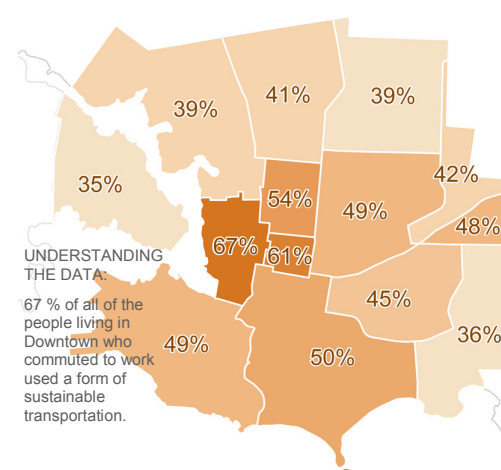 41%
39%
39%
42%
35%
54%
49%
48%
67%
61%
UNDERSTANDING
THE DATA:
67 % of all of the
people living in
Downtown who
commuted to work
used a form of
sustainable
transportation.
45%
36%
49%
50%